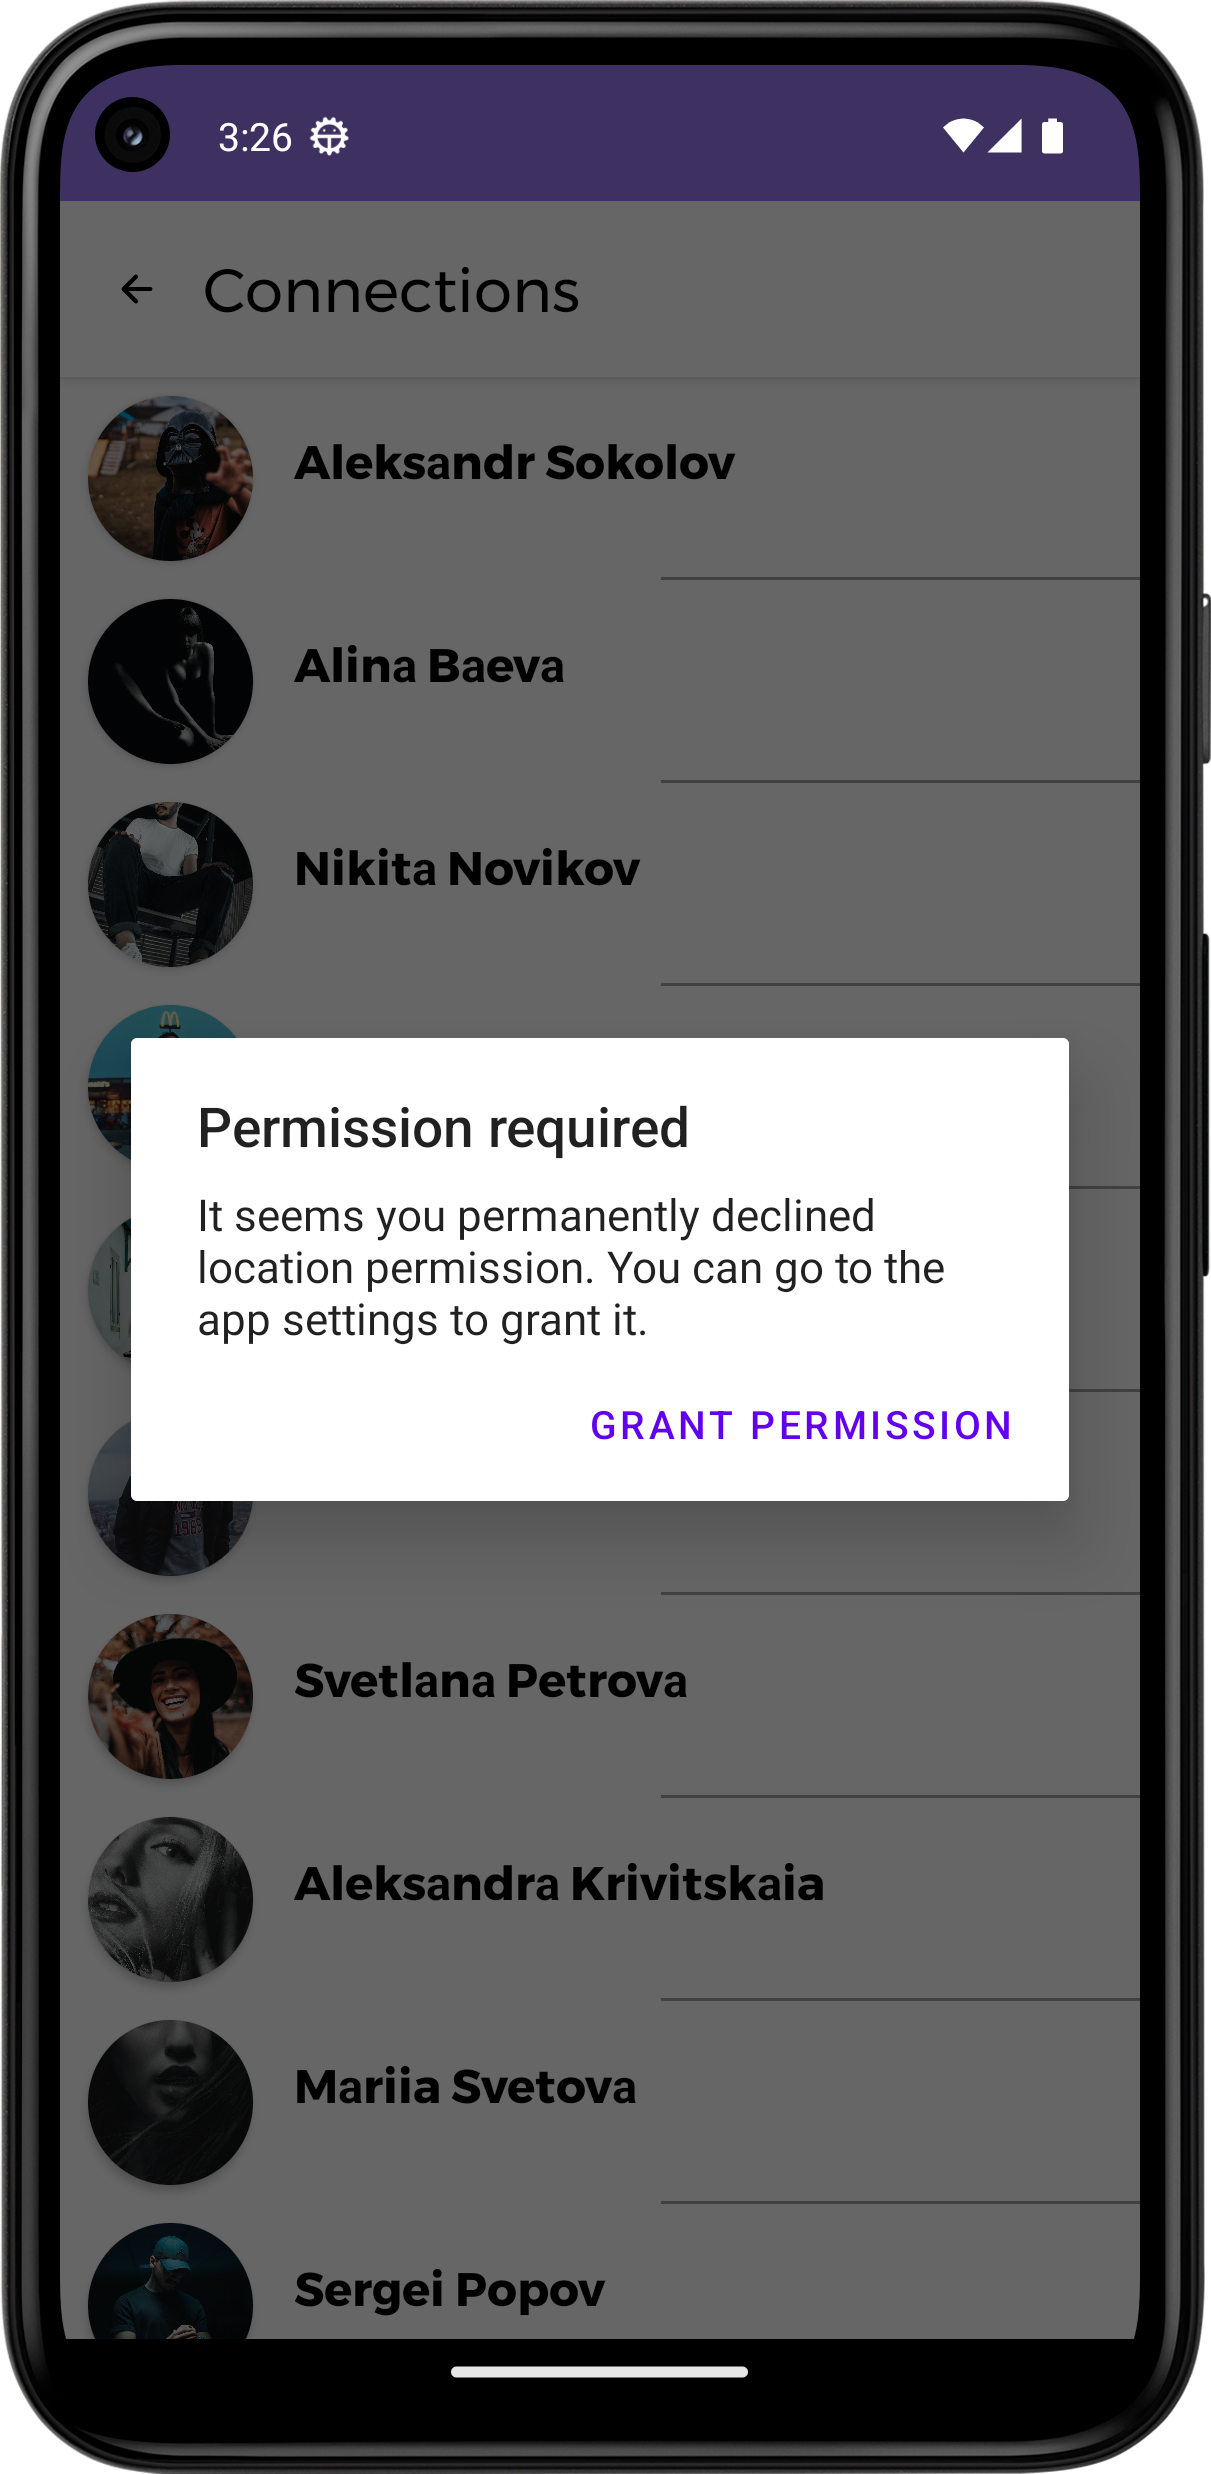 3:26
Connections
Aleksandr Sokolov
Alina Baeva
Nikita Novikov
Permission required
It seems you permanently declined
location permission. You can go to the
app settings to grant it.
GRANT PERMISSION
1985
Svetlana Petrova
Aleksandra Krivitskaia
Mariia Svetova
Sergei Popov